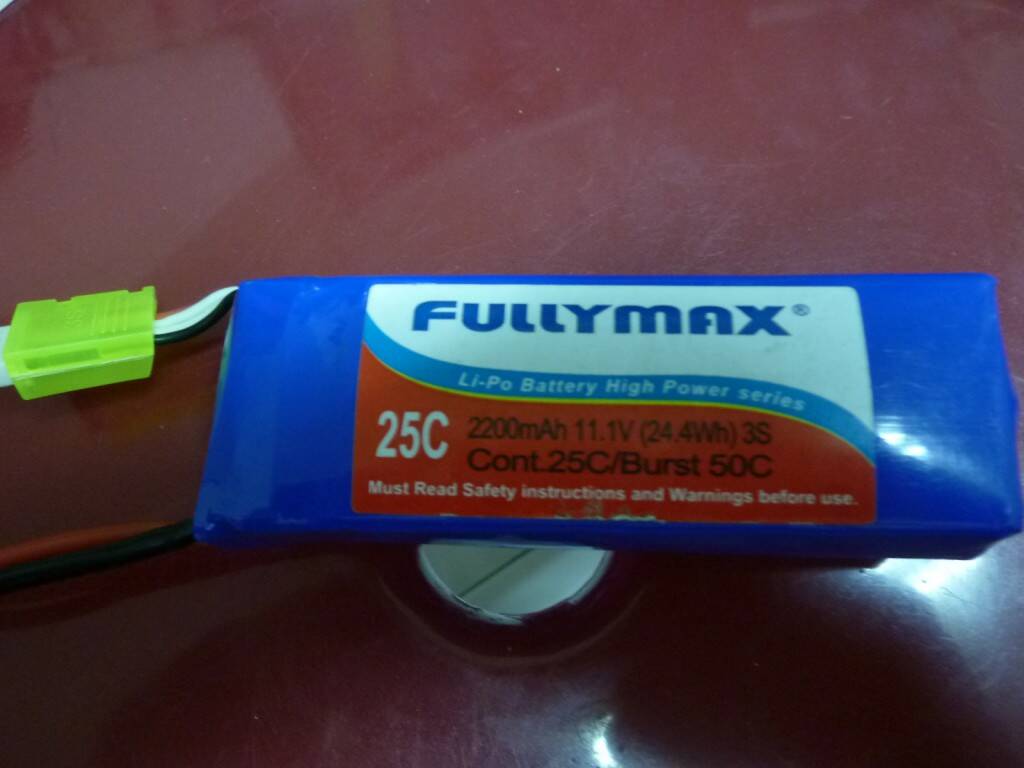 FULLYMAX®
Li-Po Battery High Power series
25C
2200mAh 11.1V (24.4Wh) 3S
Cont.25C/Burst 50C
Must Read Safety instructions and Warnings before use.